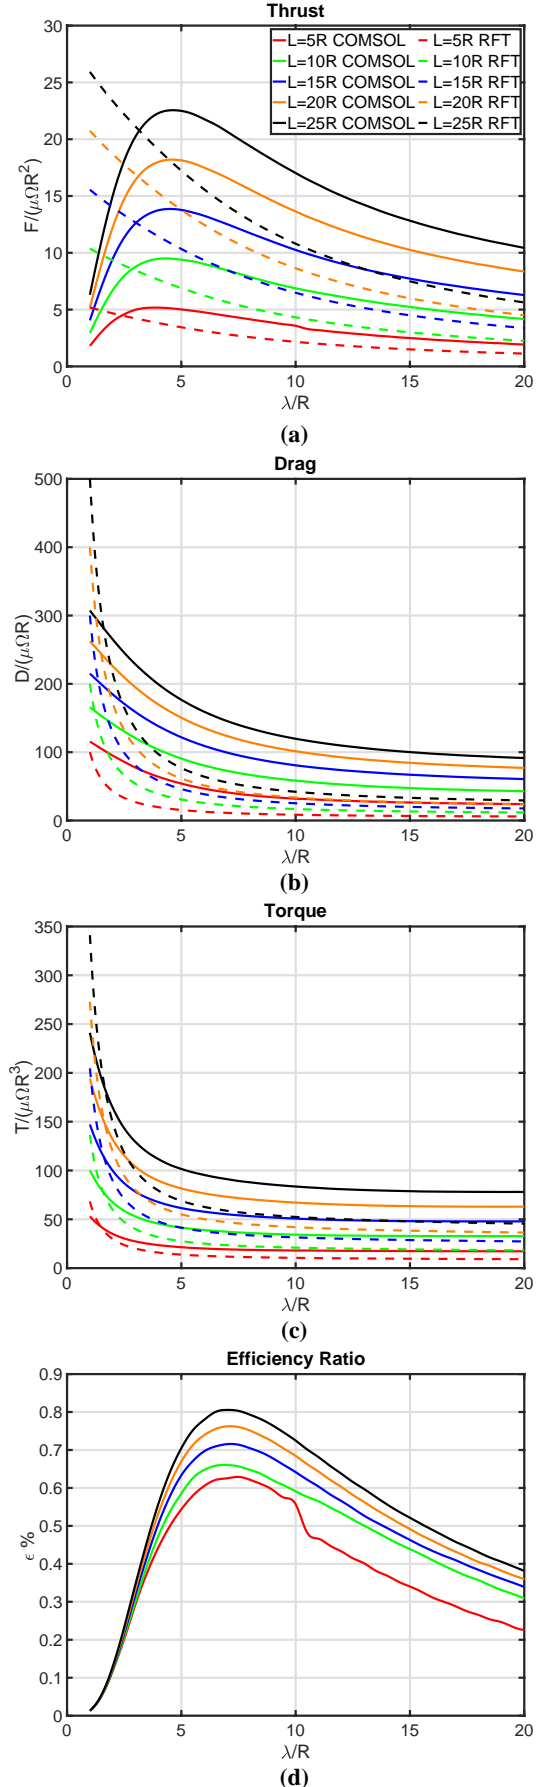 Thrust
30
25
20
15
10
5
0
F/(μΩR²)
L=5R COMSOL L=5R RFT
L=10R COMSOL L=10R RFT
L=15R COMSOL L=15R RFT
L=20R COMSOL L=20R RFT
L=25R COMSOL L=25R RFT
0 5 10 15 20
λ/R
(a)
Drag
500
400
300
200
100
0
D/(μΩR)
0 5 10 15 20
λ/R
(b)
Torque
350
300
250
200
150
100
50
0
T/(μΩR³)
0 5 10 15 20
λ/R
(c)
Efficiency Ratio
0.9
0.8
0.7
0.6
0.5
0.4
0.3
0.2
0.1
0
ϵ %
0 5 10 15 20
λ/R
(d)